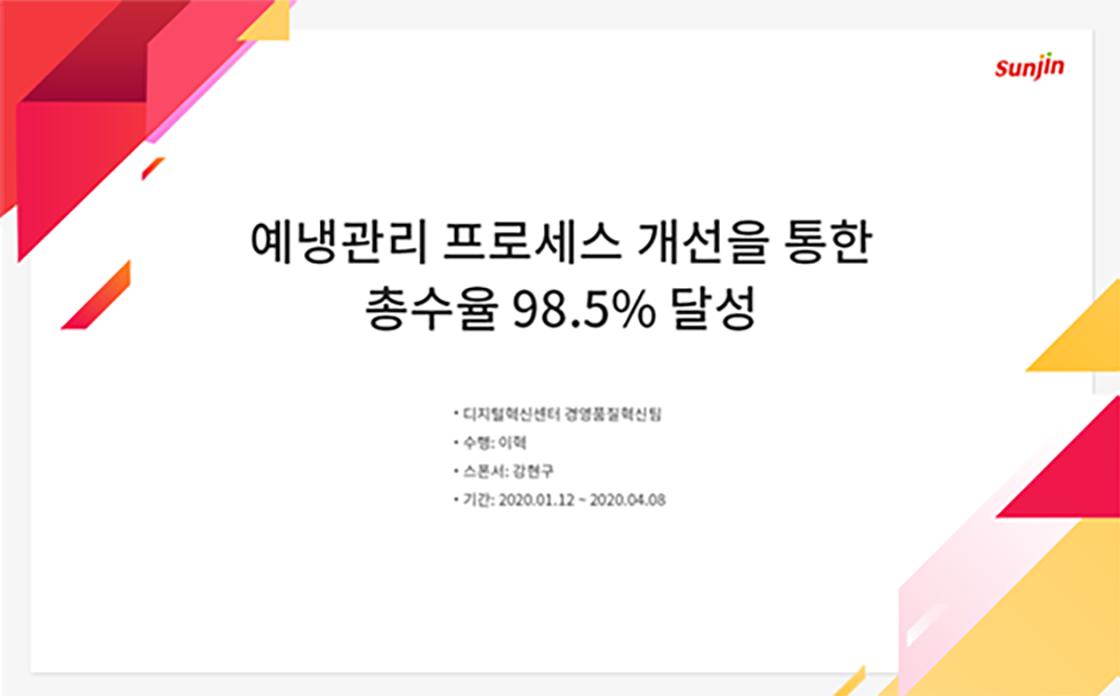 Sunjin
예냉관리 프로세스 개선을 통한
총수율 98.5% 달성
• 디지털혁신센터 경영품질혁신팀
• 수행: 이혁
• 스폰서: 강현구
• 기간: 2020.01.12 ~ 2020.04.08